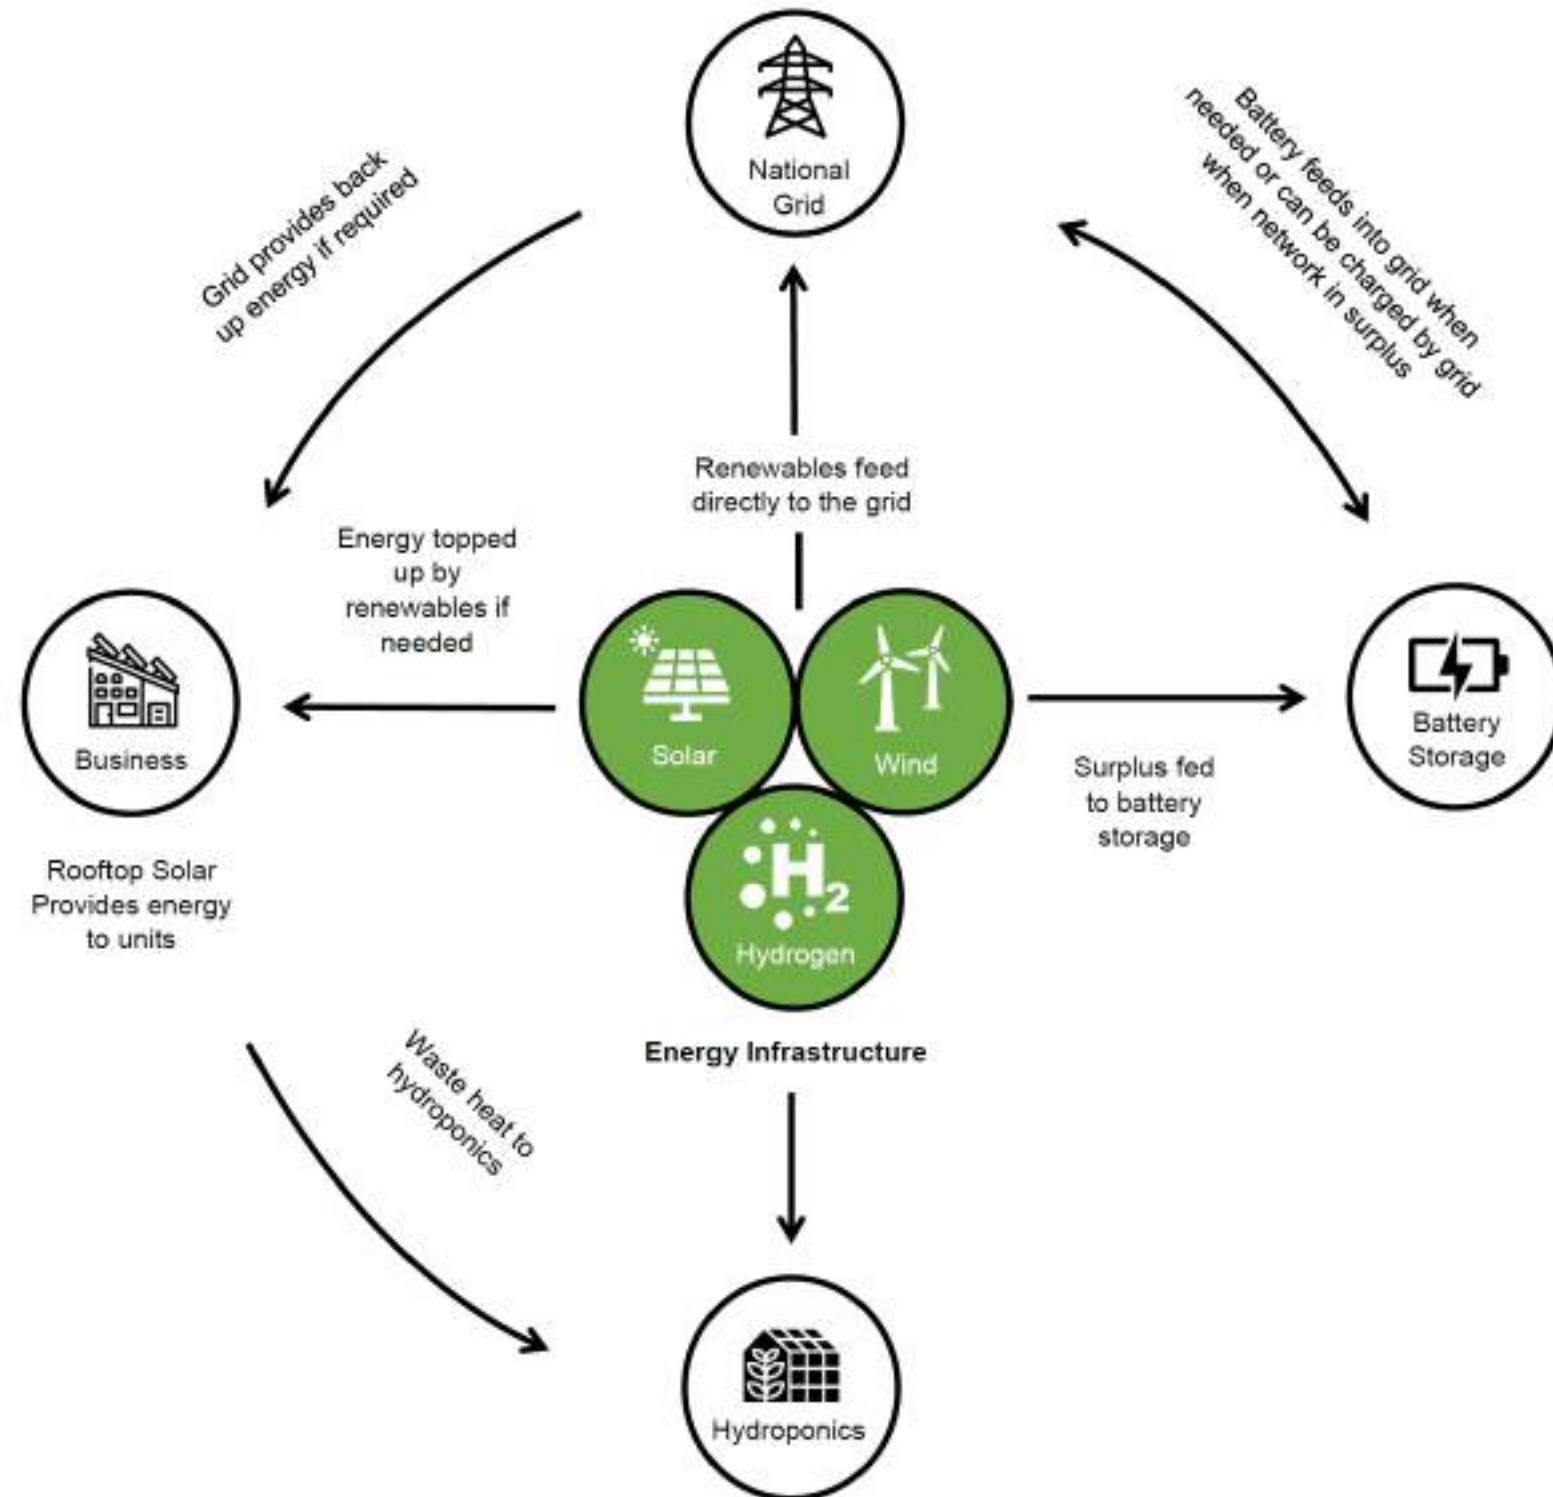 National
Grid
Grid provides back
up energy if required
Battery feeds into grid when
needed or can be charged by grid
when network in surplus
Renewables feed
directly to the grid
Energy topped
up by
renewables if
needed
Business
Rooftop Solar
Provides energy
to units
Solar
Wind
H2
Hydrogen
Energy Infrastructure
Surplus fed
to battery
storage
Battery
Storage
Waste heat to
hydroponics
Hydroponics